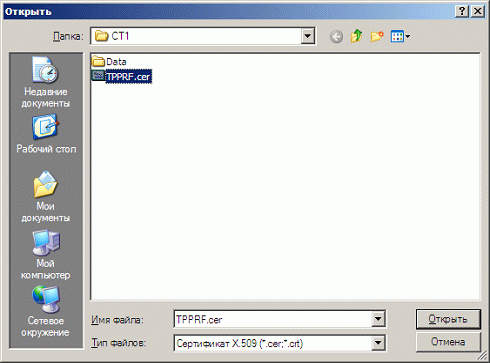 Открыть
Папка:
CT1
Data
TPPRF.cer
Недавние
документы
Рабочий стол
Мои
документы
Мой
компьютер
Сетевое
окружение
Имя файла:
TPPRF.cer
Открыть
Тип файлов:
Сертификат X.509 (*.cer;*.crt)
Отмена